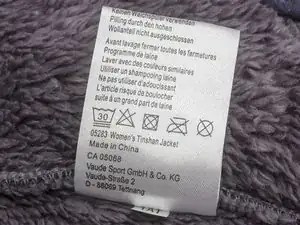 Keinen Weichspüler verwenden
Pilling durch den hohen
Wollanteil nicht ausgeschlossen
Avant lavage fermer toutes les fermetures
Programme de laine
Laver avec des couleurs similaires
Utiliser un shampooing laine
Ne pas utiliser d'adoucissant
L'article risque de boulocher
suite à un grand part de laine
30
05283 Women's Tinshan Jacket
Made in China
CA 05068
Vaude Sport GmbH & Co. KG
Vaude-Straße 2
D - 88069 Tettnang